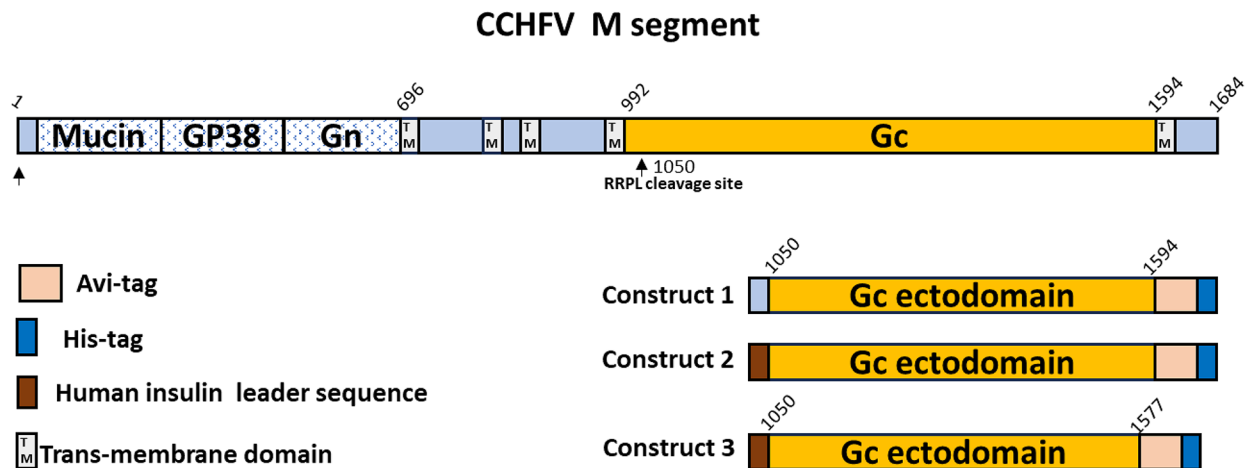 CCHFV M segment
1 696 992 1594 1684
Mucin GP38 Gn TM TM TM TM Gc TM
1050
RRPL cleavage site
Avi-tag
His-tag
Human insulin leader sequence
TM Trans-membrane domain
1050 1594
Construct 1 Gc ectodomain
Construct 2 Gc ectodomain
1050 1577
Construct 3 Gc ectodomain